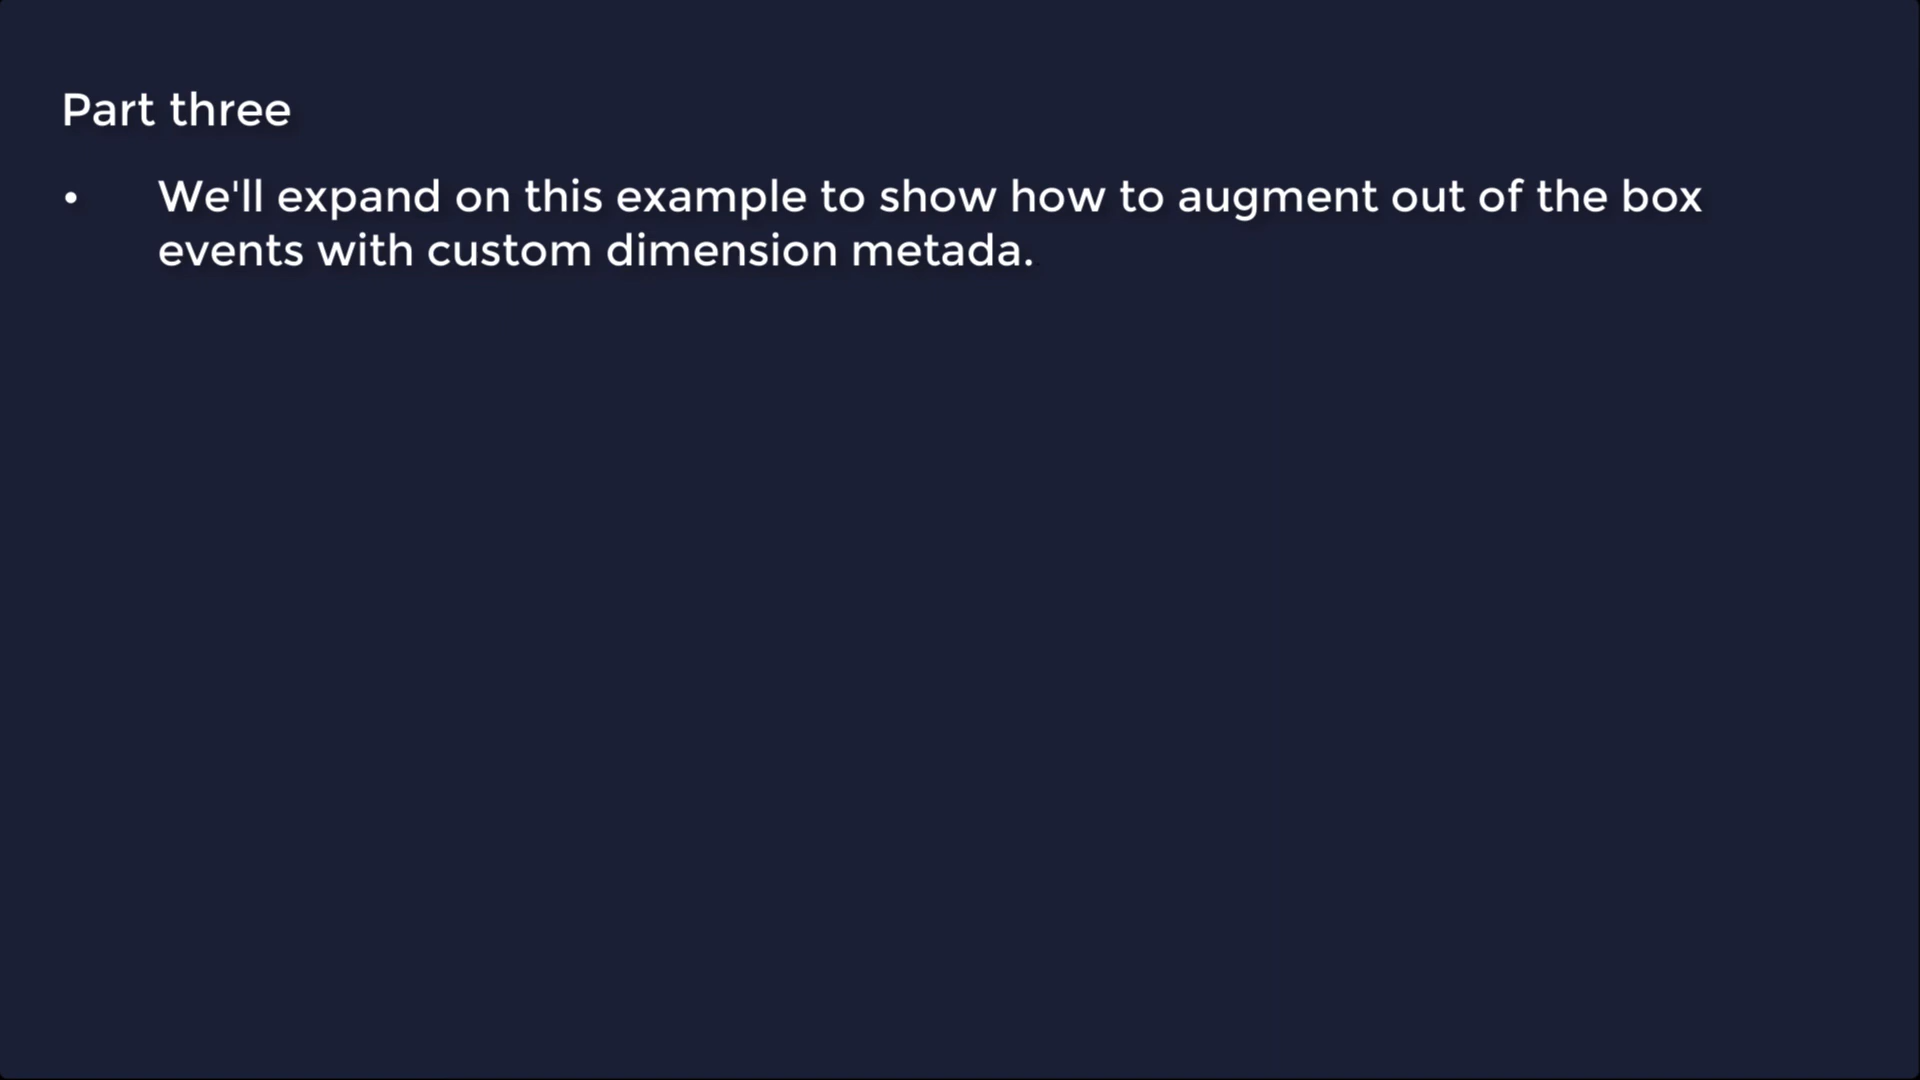 Part three
• We'll expand on this example to show how to augment out of the box
events with custom dimension metada.